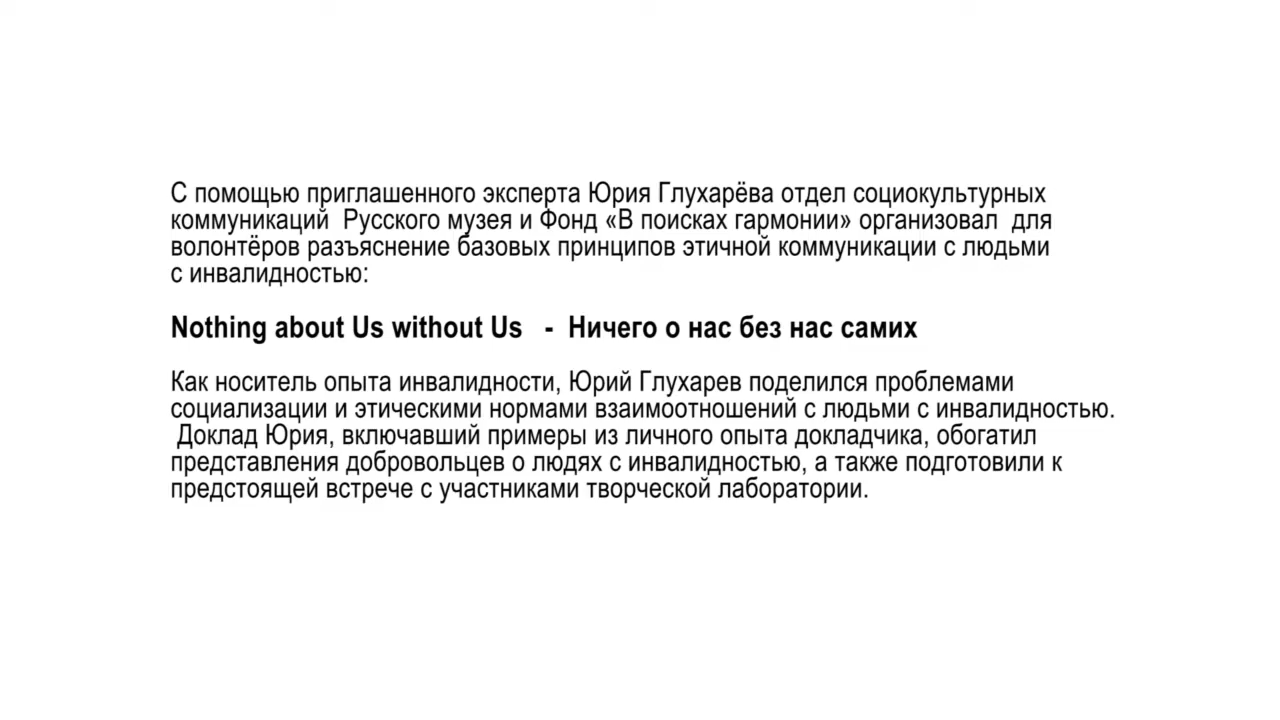 С помощью приглашенного эксперта Юрия Глухарёва отдел социокультурных
коммуникаций  Русского музея и Фонд «В поисках гармонии» организовал  для
волонтёров разъяснение базовых принципов этичной коммуникации с людьми
с инвалидностью:
Nothing about Us without Us   -  Ничего о нас без нас самих
Как носитель опыта инвалидности, Юрий Глухарев поделился проблемами
социализации и этическими нормами взаимоотношений с людьми с инвалидностью.
Доклад Юрия, включавший примеры из личного опыта докладчика, обогатил
представления добровольцев о людях с инвалидностью, а также подготовили к
предстоящей встрече с участниками творческой лаборатории.